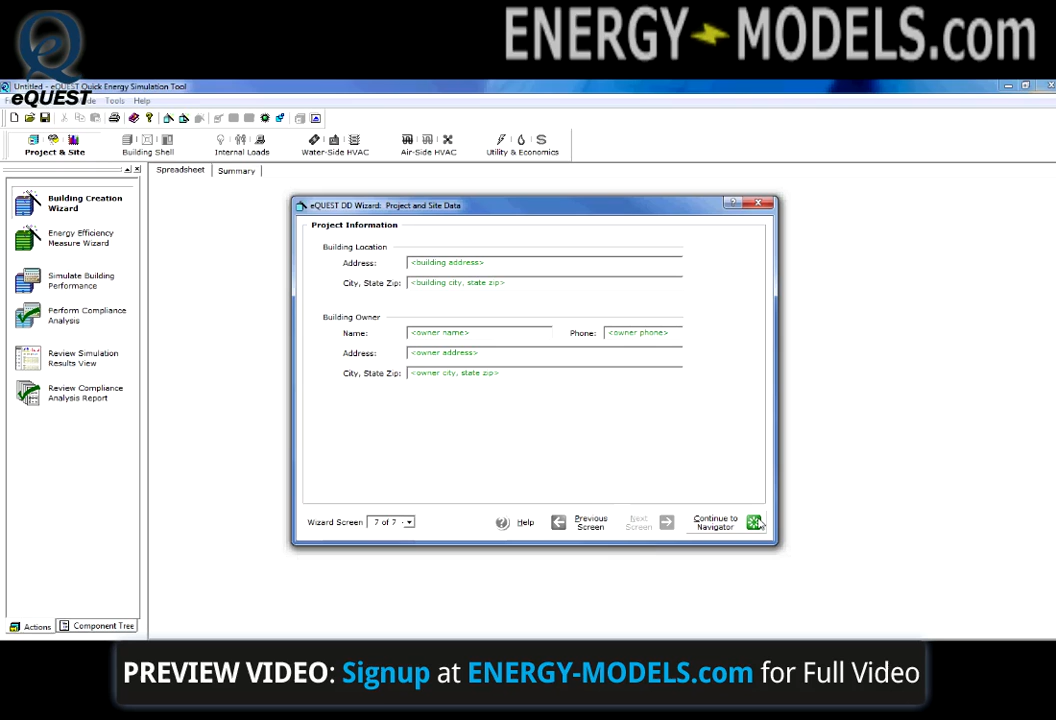 ENERGY MODELS.com
eQUEST
Untitled - eQUEST Quick Energy Simulation Tool
Tools Help
Project & Site Building Shell Internal Loads Water-Side HVAC Air-Side HVAC Utility & Economics
Spreadsheet Summary
Building Creation
Wizard
Energy Efficiency
Measure Wizard
Simulate Building
Performance
Perform Compliance
Analysis
Review Simulation
Results View
Review Compliance
Analysis Report
Actions Component Tree
eQUEST DD Wizard: Project and Site Data
Project Information
Building Location
Address: <building address>
City, State Zip: <building city, state zip>
Building Owner
Name: <owner name> Phone: <owner phone>
Address: <owner address>
City, State Zip: <owner city, state zip>
Wizard Screen 7 of 7
Help
Previous
Screen
Next
Screen
Continue to
Navigator
PREVIEW VIDEO: Signup at ENERGY-MODELS.com for Full Video